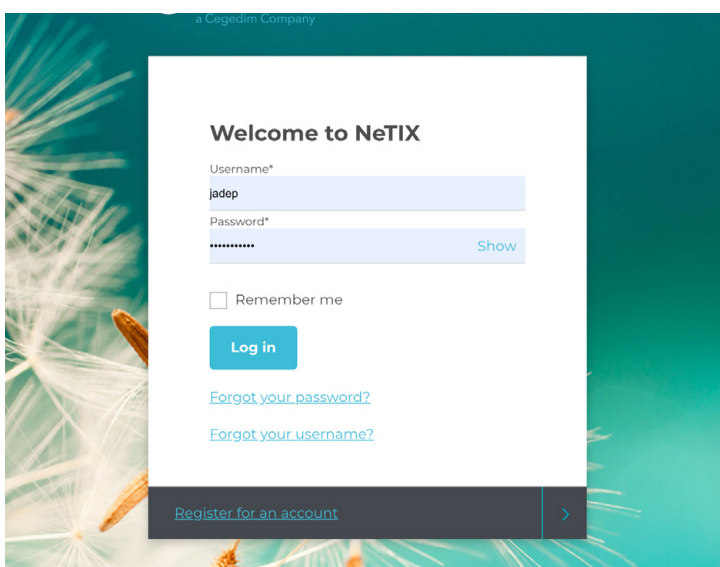 a Cegedim Company
Welcome to NeTIX
Username*
jadep
Password*
•••••••••••
Show
Remember me
Log in
Forgot your password?
Forgot your username?
Register for an account